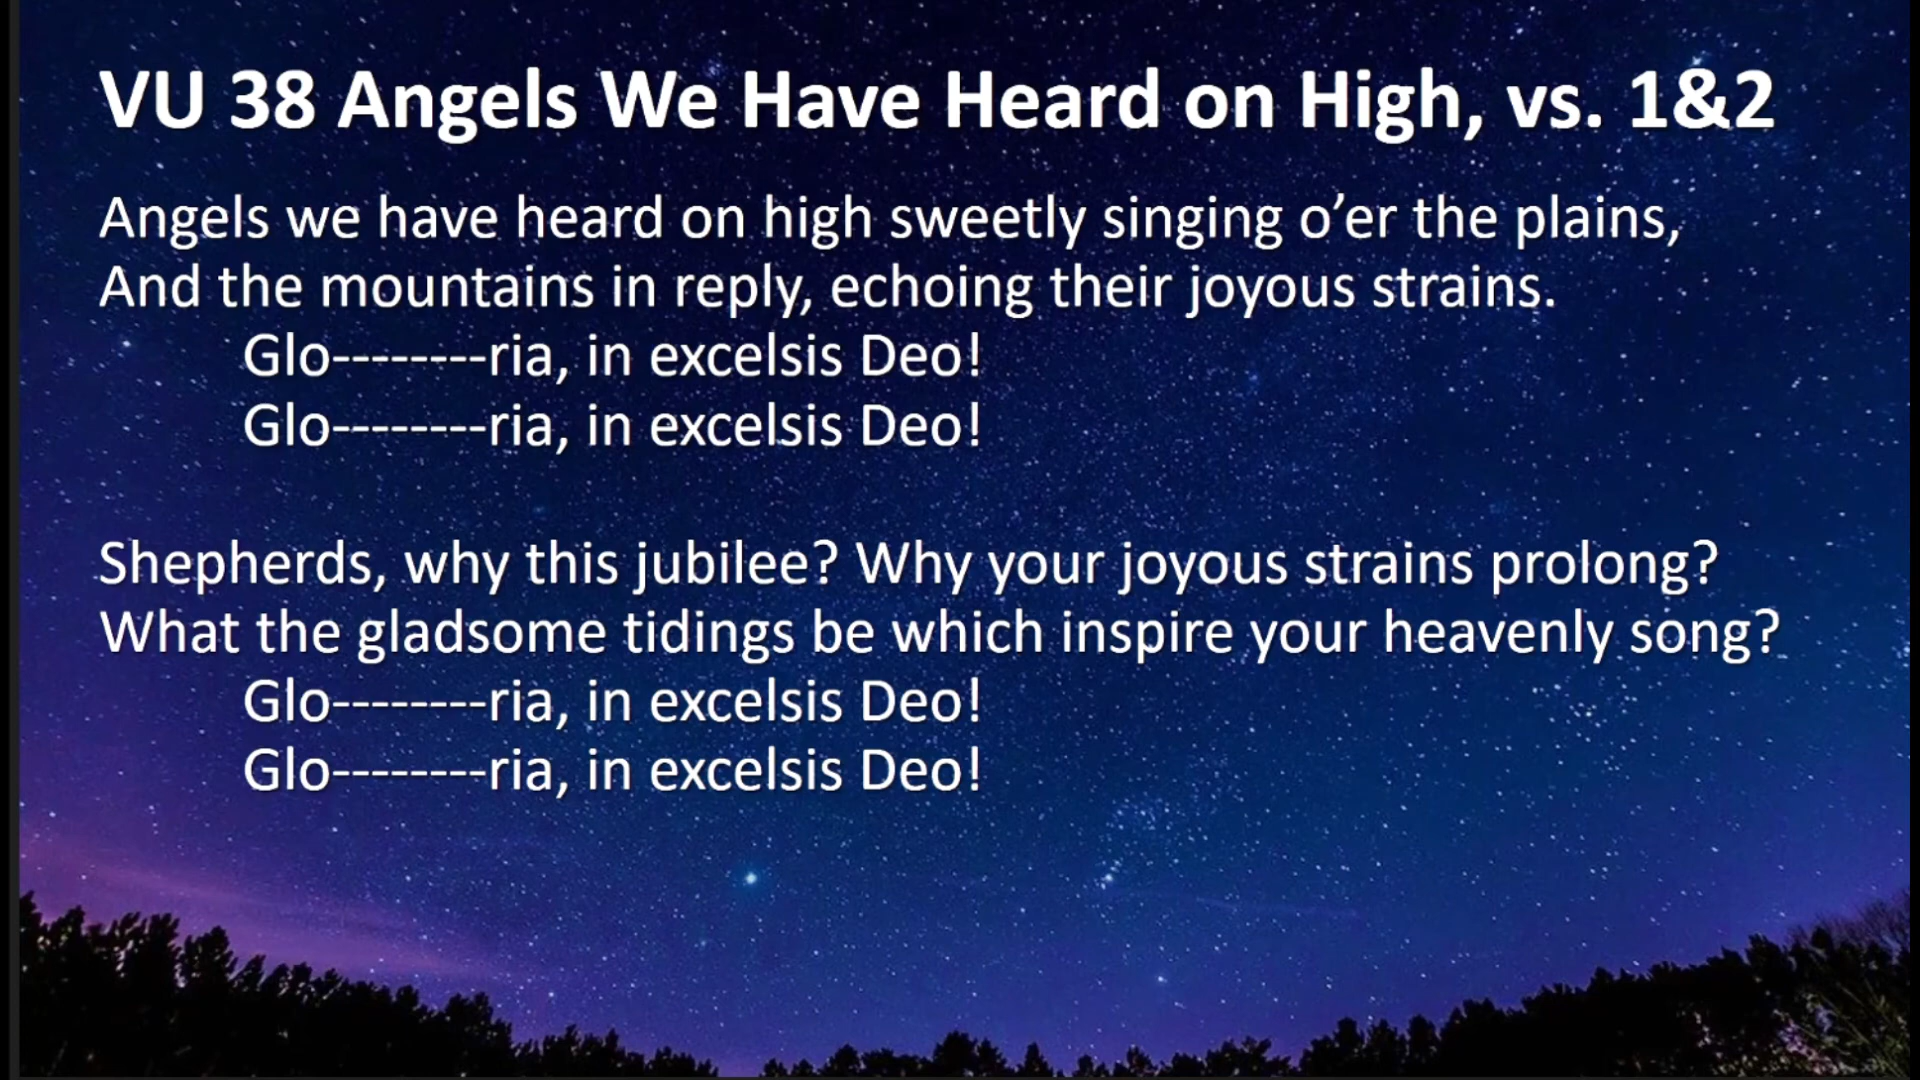 VU 38 Angels We Have Heard on High, vs. 1&2
Angels we have heard on high sweetly singing o’er the plains,
And the mountains in reply, echoing their joyous strains.
Glo--------ria, in excelsis Deo!
Glo--------ria, in excelsis Deo!
Shepherds, why this jubilee? Why your joyous strains prolong?
What the gladsome tidings be which inspire your heavenly song?
Glo--------ria, in excelsis Deo!
Glo--------ria, in excelsis Deo!